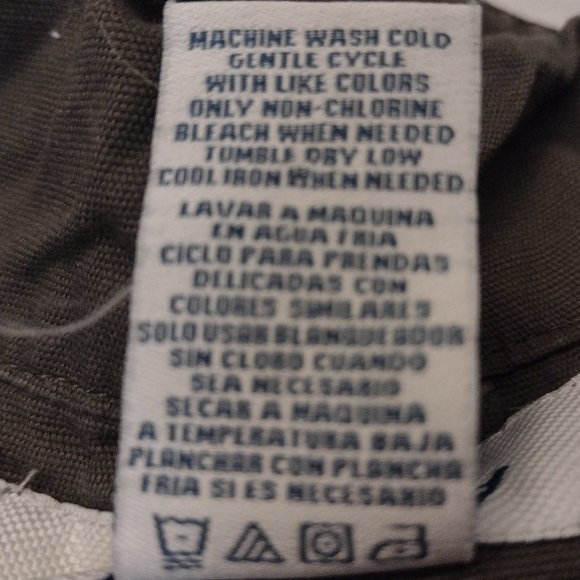 MACHINE WASH COLD
GENTLE CYCLE
WITH LIKE COLORS
ONLY NON-CHLORINE
BLEACH WHEN NEEDED
TUMBLE DRY LOW
COOL IRON WHEN NEEDED
LAVAR A MAQUINA
EN AGUA FRIA
CICLO PARA PRENDAS
DELICADAS CON
COLORES SIMILARES
SOLO USAR BLANQUEADOR
SIN CLORO CUANDO
SEA NECESARIO
SECAR A MAQUINA
A TEMPERATURA BAJA
PLANCHAR CON PLANCHA
FRIA SI ES NECESARIO